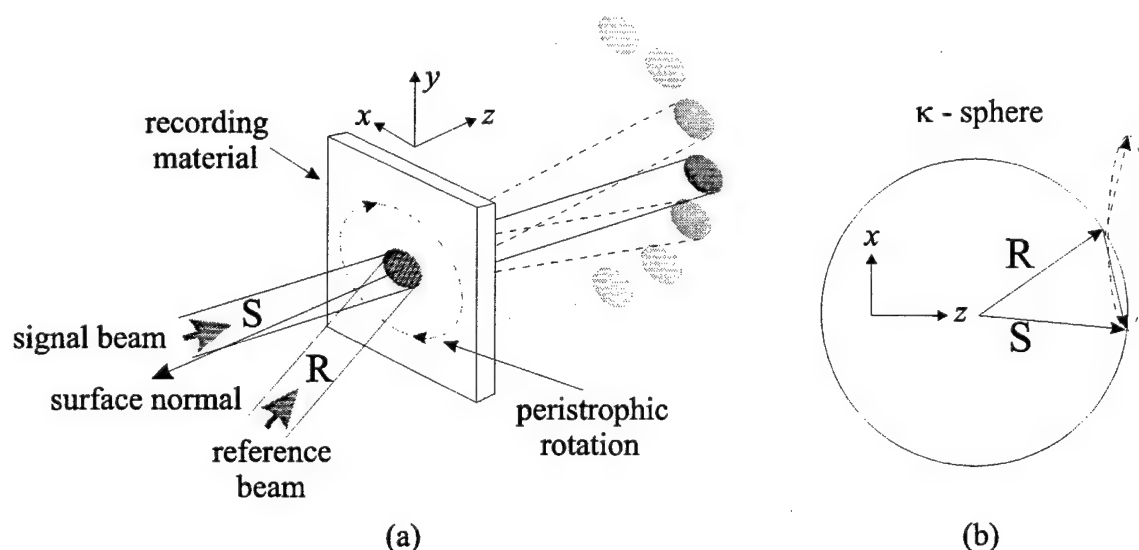 y
x
z
recording
material
S
signal beam
surface normal
R
reference
beam
peristrophic
rotation
(a)
κ - sphere
x
R
z
S
(b)